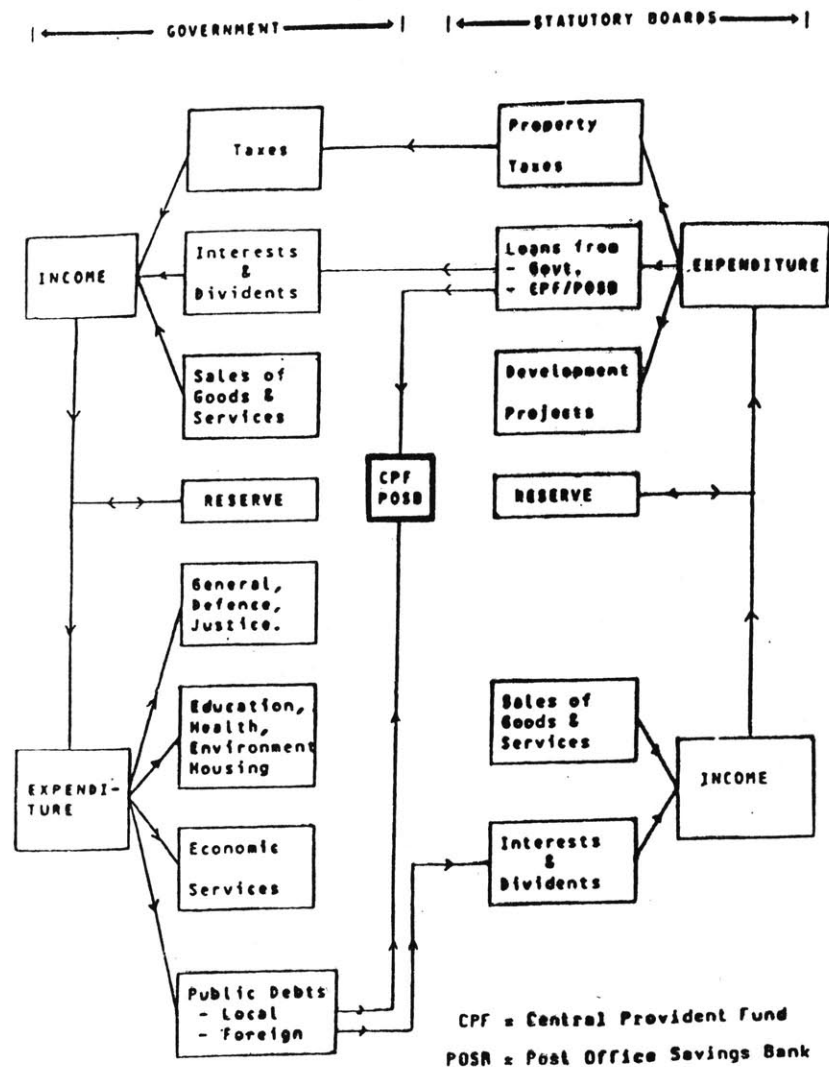 GOVERNMENT
STATUTORY BOARDS
Taxes
Property
Taxes
INCOME
Interests
&
Dividents
Loans from
- Govt.
- CPF/POSB
EXPENDITURE
Sales of
Goods &
Services
Development
Projects
CPF
POSB
RESERVE
RESERVE
General,
Defence,
Justice.
Education,
Health,
Environment
Housing
EXPENDI-
TURE
Economic
Services
Public Debts
- Local
- Foreign
Sales of
Goods &
Services
INCOME
Interests
&
Dividents
CPF = Central Provident Fund
POSB = Post Office Savings Bank